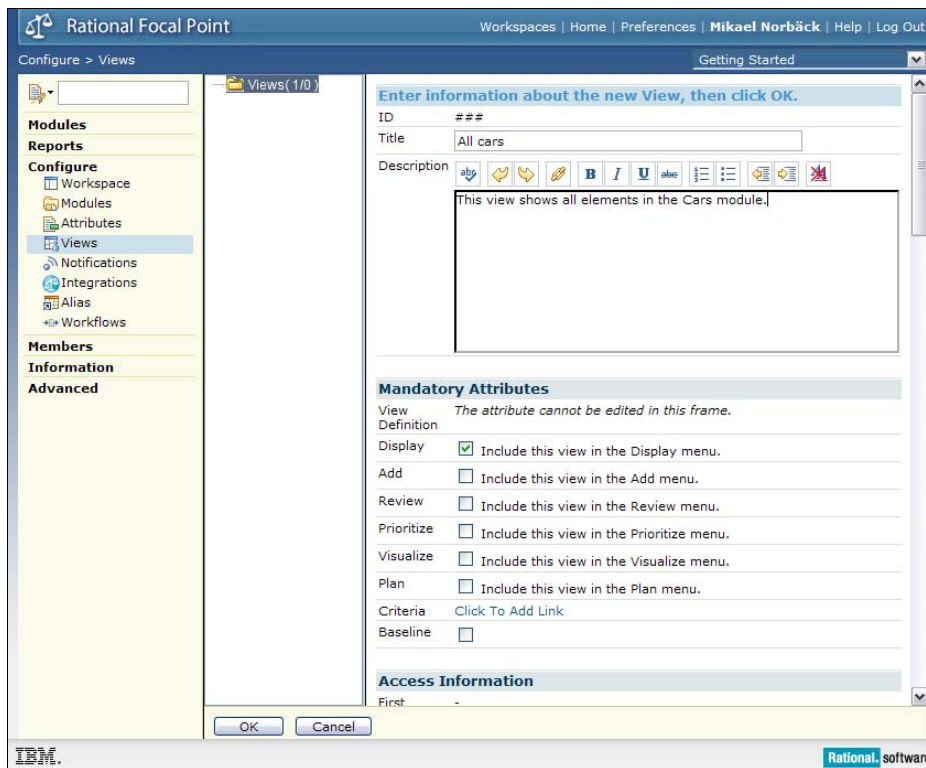 Rational Focal Point
Workspaces | Home | Preferences | Mikael Norbäck | Help | Log Out
Configure > Views
Getting Started
Modules
Reports
Configure
Workspace
Modules
Attributes
Views
Notifications
Integrations
Alias
Workflows
Members
Information
Advanced
Views( 1/0 )
Enter information about the new View, then click OK.
ID ###
Title All cars
Description
abc B I U abc
This view shows all elements in the Cars module.
Mandatory Attributes
View Definition The attribute cannot be edited in this frame.
Display Include this view in the Display menu.
Add Include this view in the Add menu.
Review Include this view in the Review menu.
Prioritize Include this view in the Prioritize menu.
Visualize Include this view in the Visualize menu.
Plan Include this view in the Plan menu.
Criteria Click To Add Link
Baseline
Access Information
First -
OK Cancel
IBM.
Rational. software